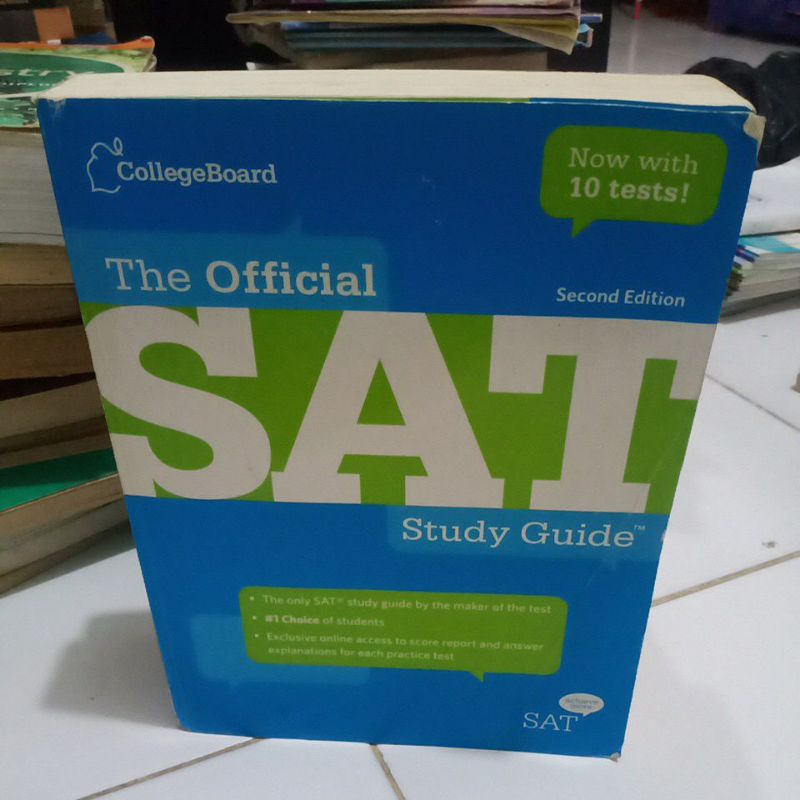 CollegeBoard
Now with
10 tests!
The Official
Second Edition
SAT
Study Guide™
• The only SAT® study guide by the maker of the test
• #1 Choice of students
• Exclusive online access to score report and answer
explanations for each practice test
achieve
more
SAT